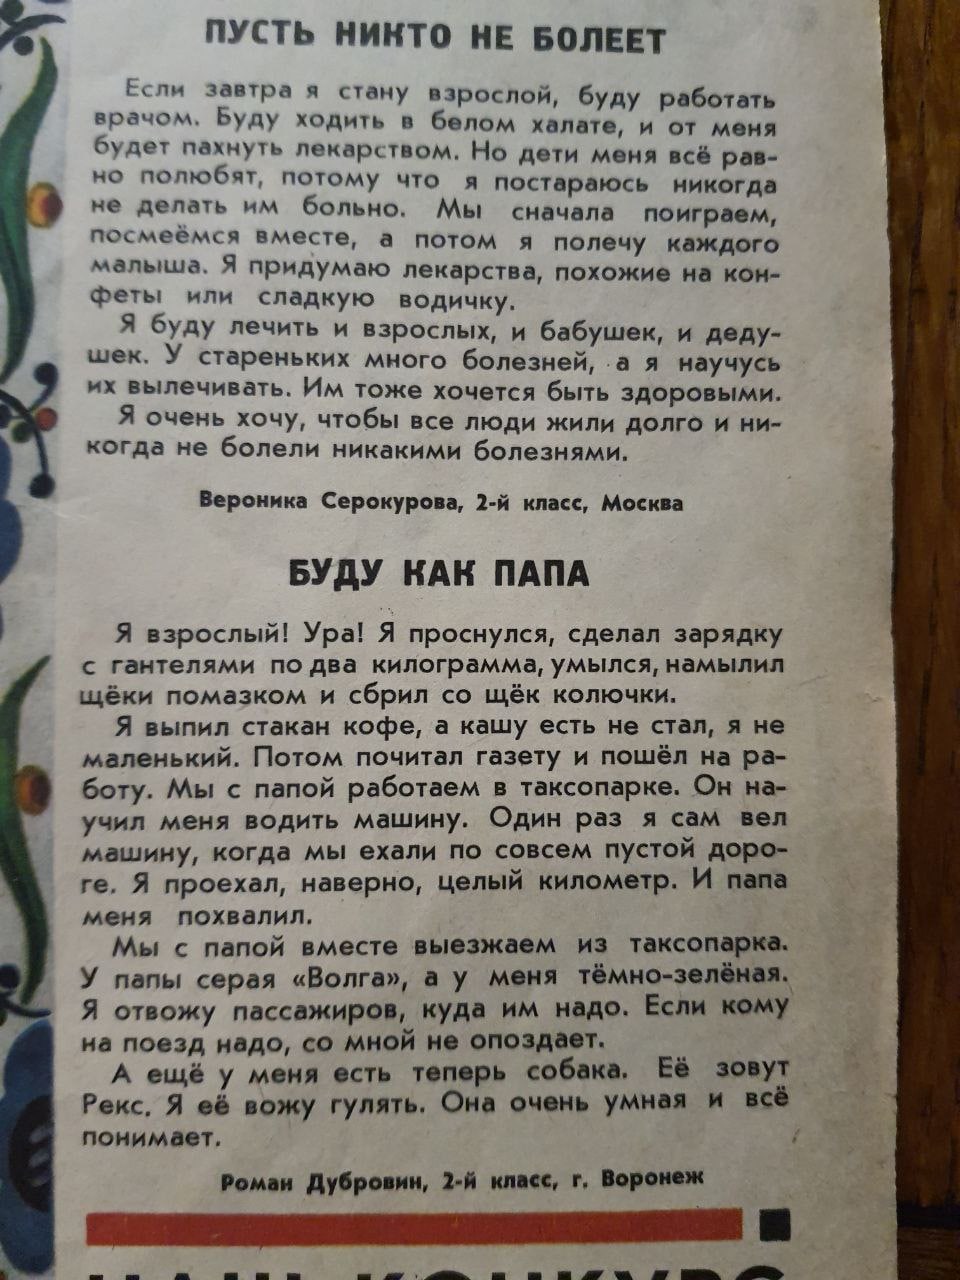 ПУСТЬ НИКТО НЕ БОЛЕЕТ
Если завтра я стану взрослой, буду работать
врачом. Буду ходить в белом халате, и от меня
будет пахнуть лекарством. Но дети меня всё рав-
но полюбят, потому что я постараюсь никогда
не делать им больно. Мы сначала поиграем,
посмеёмся вместе, а потом я полечу каждого
малыша. Я придумаю лекарства, похожие на кон-
феты или сладкую водичку.
Я буду лечить и взрослых, и бабушек, и деду-
шек. У стареньких много болезней, а я научусь
их вылечивать. Им тоже хочется быть здоровыми.
Я очень хочу, чтобы все люди жили долго и ни-
когда не болели никакими болезнями.
Вероника Серокурова, 2-й класс, Москва
БУДУ КАК ПАПА
Я взрослый! Ура! Я проснулся, сделал зарядку
с гантелями по два килограмма, умылся, намылил
щёки помазком и сбрил со щёк колючки.
Я выпил стакан кофе, а кашу есть не стал, я не
маленький. Потом почитал газету и пошёл на ра-
боту. Мы с папой работаем в таксопарке. Он на-
учил меня водить машину. Один раз я сам вел
машину, когда мы ехали по совсем пустой доро-
ге. Я проехал, наверно, целый километр. И папа
меня похвалил.
Мы с папой вместе выезжаем из таксопарка.
У папы серая «Волга», а у меня тёмно-зелёная.
Я отвожу пассажиров, куда им надо. Если кому
на поезд надо, со мной не опоздает.
А ещё у меня есть теперь собака. Её зовут
Рекс. Я её вожу гулять. Она очень умная и всё
понимает.
Роман Дубровин, 2-й класс, г. Воронеж
НАШ КОНКУРС